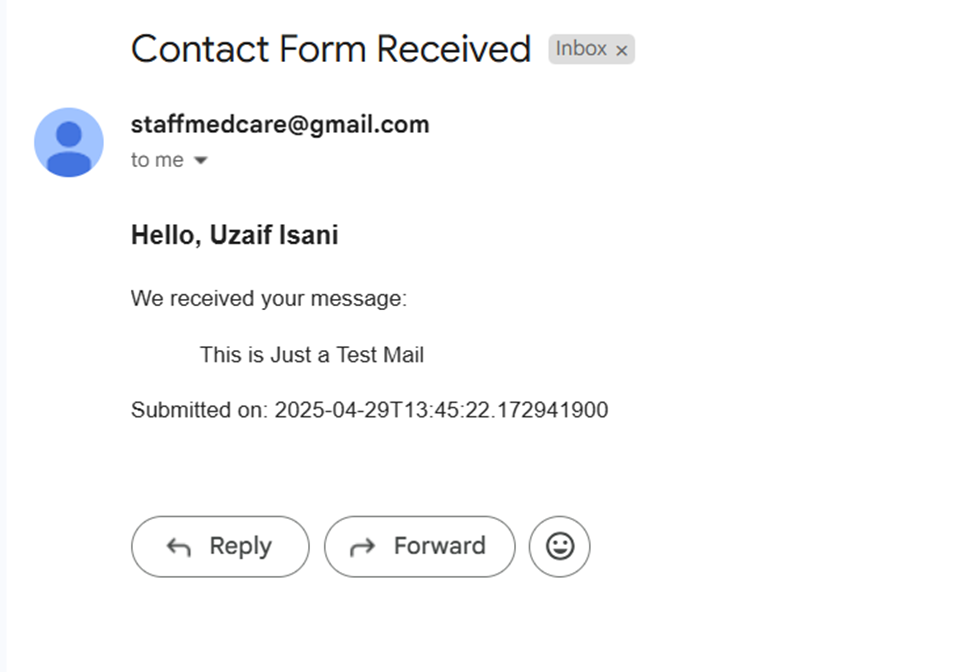 Contact Form Received Inbox ×
staffmedcare@gmail.com
to me
Hello, Uzaif Isani
We received your message:
This is Just a Test Mail
Submitted on: 2025-04-29T13:45:22.172941900
Reply Forward